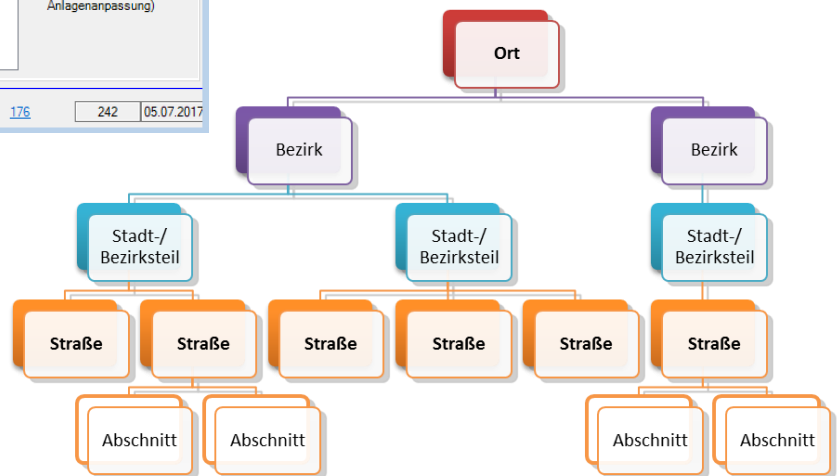 Anlagenanpassung)
176
242
05.07.2017
Ort
Bezirk
Bezirk
Stadt-/
Bezirksteil
Stadt-/
Bezirksteil
Stadt-/
Bezirksteil
Straße
Straße
Straße
Straße
Straße
Straße
Abschnitt
Abschnitt
Abschnitt
Abschnitt